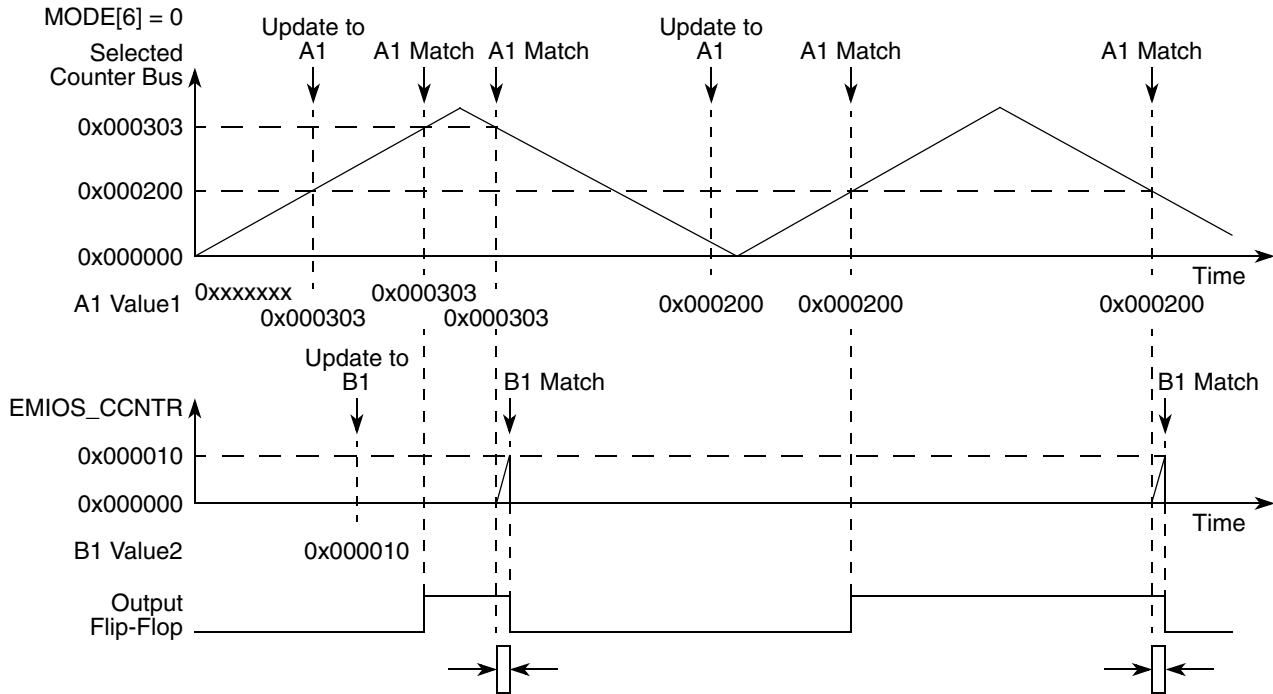 MODE[6] = 0
Selected
Counter Bus
Update to
A1
A1 Match
A1 Match
Update to
A1
A1 Match
A1 Match
0x000303
0x000200
0x000000
Time
A1 Value1
0xxxxxxx
0x000303
0x000303
0x000303
0x000200
0x000200
0x000200
Update to
B1
B1 Match
B1 Match
EMIOS_CCNTR
0x000010
0x000000
Time
B1 Value2
0x000010
Output
Flip-Flop